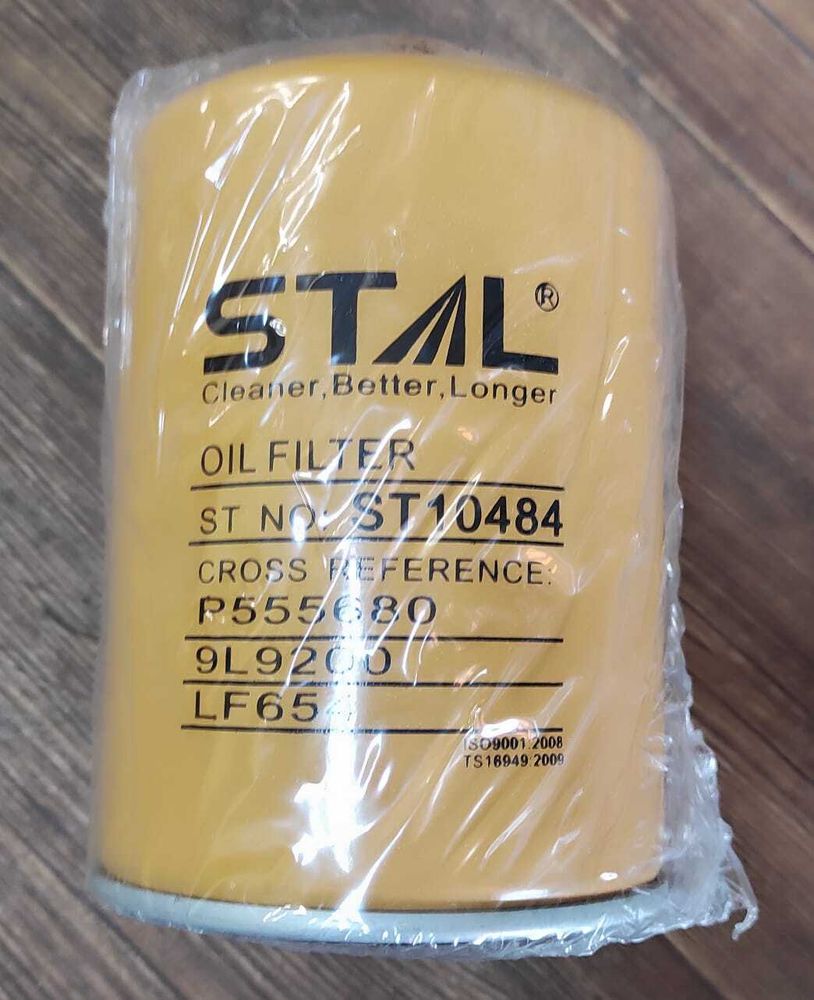 STAL®
Cleaner,Better,Longer
OIL FILTER
ST NO: ST10484
CROSS REFERENCE:
P555680
9L9200
LF654
ISO9001:2008
TS16949:2009